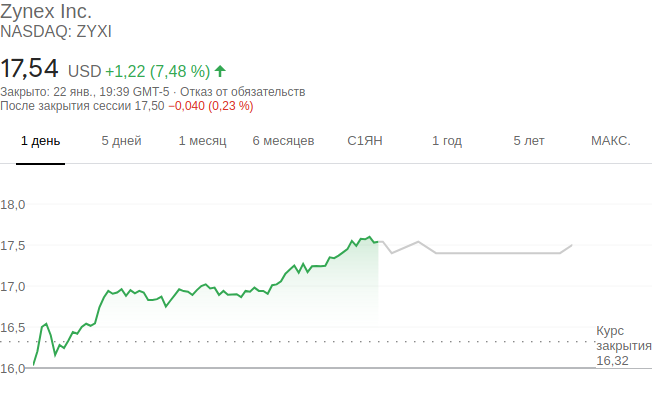 Zynex Inc.
NASDAQ: ZYXI
17,54 USD +1,22 (7,48 %)
Закрыто: 22 янв., 19:39 GMT-5 · Отказ от обязательств
После закрытия сессии 17,50 −0,040 (0,23 %)
1 день 5 дней 1 месяц 6 месяцев С1ЯН 1 год 5 лет МАКС.
18,0
17,5
17,0
16,5
16,0
Курс
закрытия
16,32